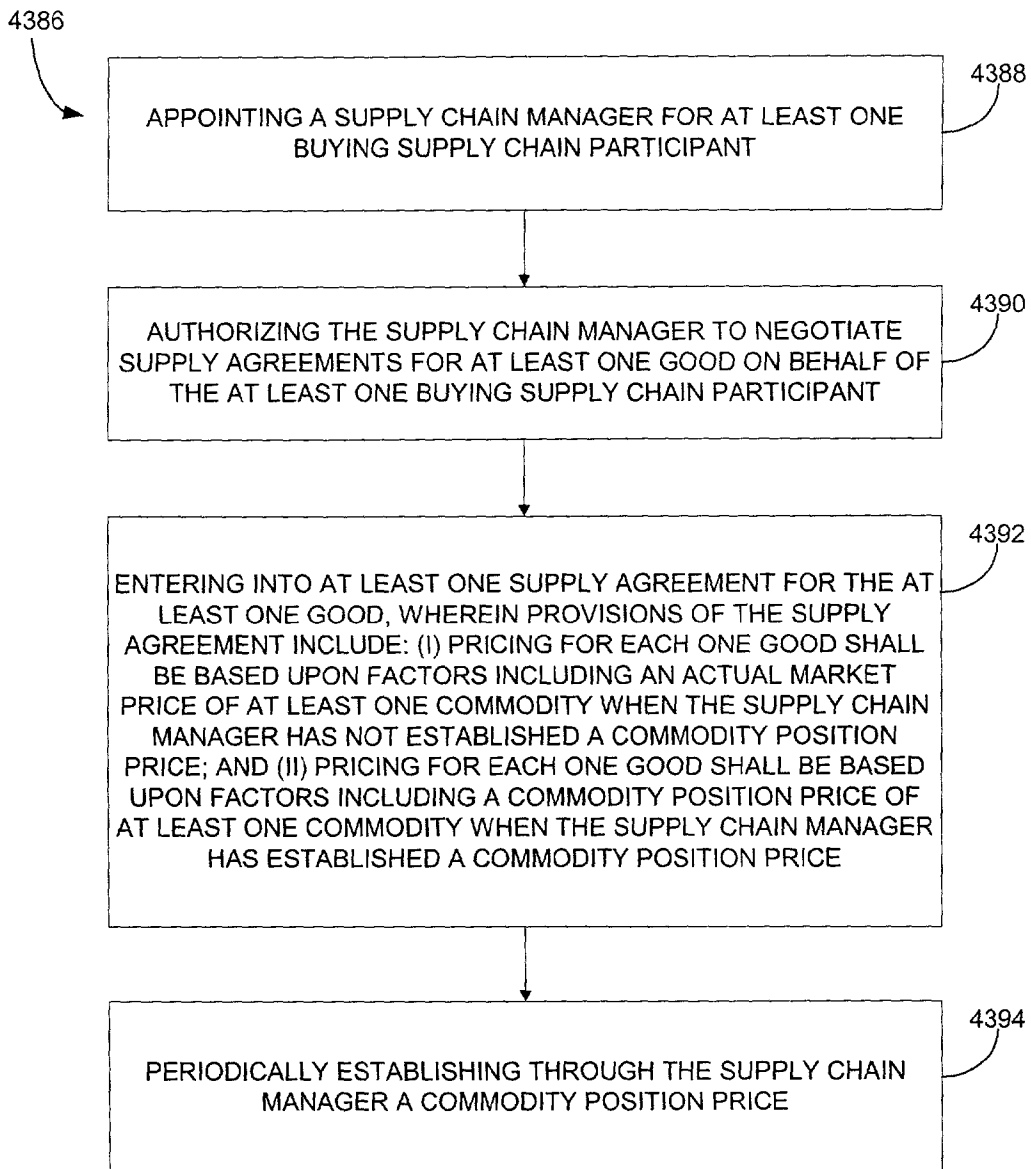 4386
4388
APPOINTING A SUPPLY CHAIN MANAGER FOR AT LEAST ONE
BUYING SUPPLY CHAIN PARTICIPANT
4390
AUTHORIZING THE SUPPLY CHAIN MANAGER TO NEGOTIATE
SUPPLY AGREEMENTS FOR AT LEAST ONE GOOD ON BEHALF OF
THE AT LEAST ONE BUYING SUPPLY CHAIN PARTICIPANT
4392
ENTERING INTO AT LEAST ONE SUPPLY AGREEMENT FOR THE AT
LEAST ONE GOOD, WHEREIN PROVISIONS OF THE SUPPLY
AGREEMENT INCLUDE: (I) PRICING FOR EACH ONE GOOD SHALL
BE BASED UPON FACTORS INCLUDING AN ACTUAL MARKET
PRICE OF AT LEAST ONE COMMODITY WHEN THE SUPPLY CHAIN
MANAGER HAS NOT ESTABLISHED A COMMODITY POSITION
PRICE; AND (II) PRICING FOR EACH ONE GOOD SHALL BE BASED
UPON FACTORS INCLUDING A COMMODITY POSITION PRICE OF
AT LEAST ONE COMMODITY WHEN THE SUPPLY CHAIN MANAGER
HAS ESTABLISHED A COMMODITY POSITION PRICE
4394
PERIODICALLY ESTABLISHING THROUGH THE SUPPLY CHAIN
MANAGER A COMMODITY POSITION PRICE